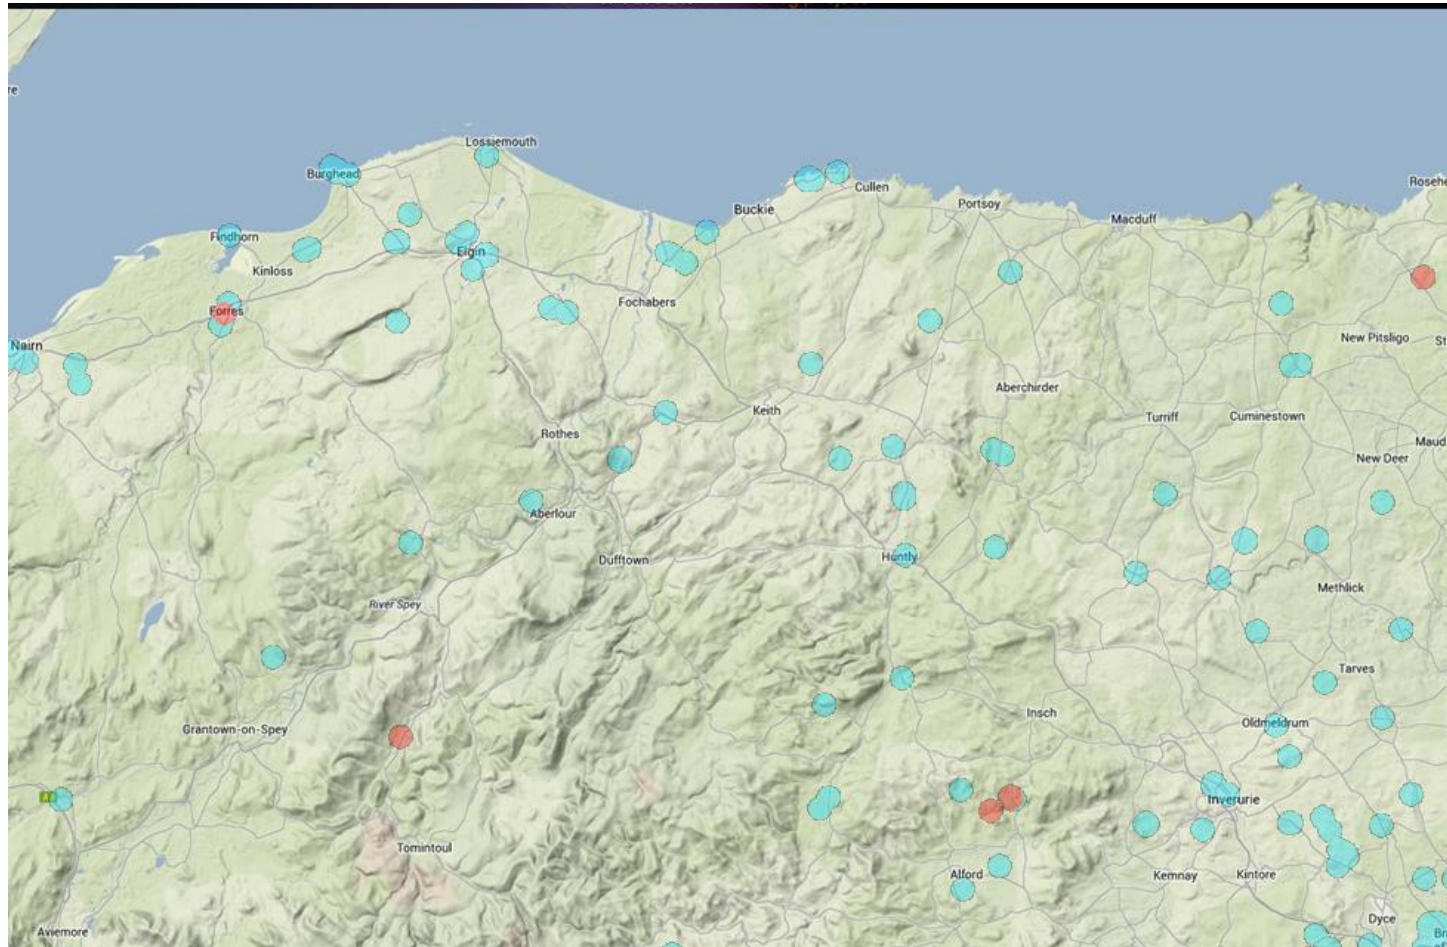 Lossiemouth
Burghead
Rosehe
Cullen
Portsoy
Buckie
Macduff
Findhorn
Elgin
Kinloss
Fochabers
Forres
New Pitsligo
St
Nairn
Aberchirder
Keith
Turriff
Cuminestown
Rothes
Maud
New Deer
Aberlour
Huntly
Dufftown
Methlick
River Spey
Tarves
Insch
Oldmeldrum
Grantown-on-Spey
Inverurie
Tomintoul
Alford
Kemnay
Kintore
Dyce
Aviemore